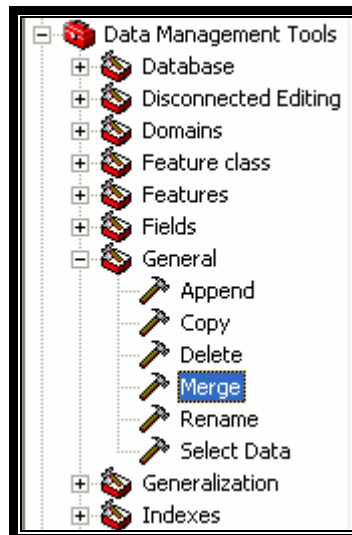 Data Management Tools
Database
Disconnected Editing
Domains
Feature class
Features
Fields
General
Append
Copy
Delete
Merge
Rename
Select Data
Generalization
Indexes